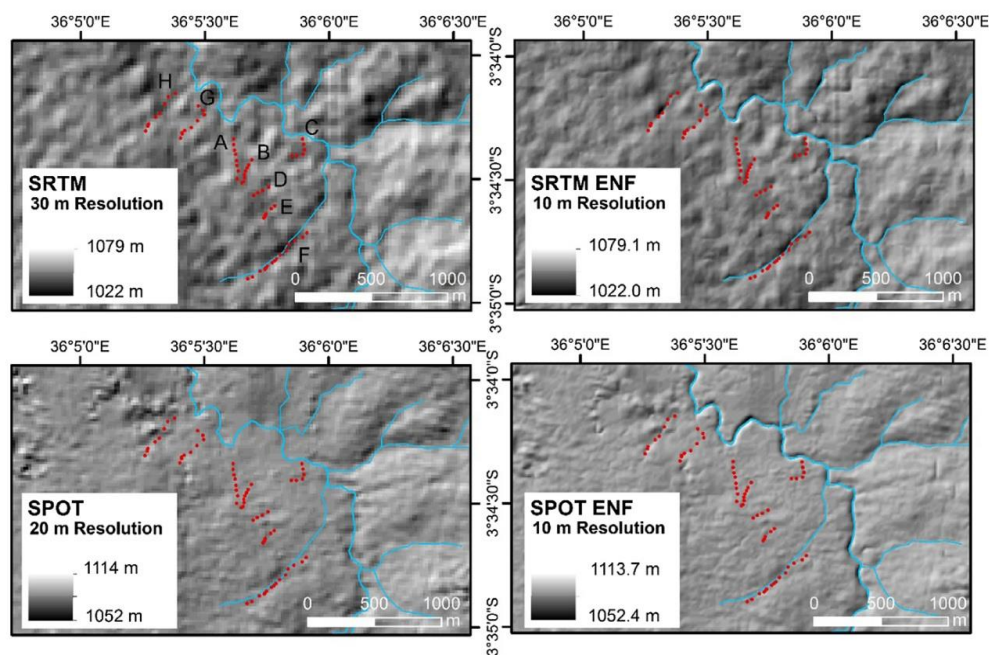 36°5'0"E 36°5'30"E 36°6'0"E 36°6'30"E
36°5'0"E 36°5'30"E 36°6'0"E 36°6'30"E
3°34'0"S
3°34'30"S
3°35'0"S
H
G
A
B
C
D
E
F
SRTM
30 m Resolution
1079 m
1022 m
0 500 1000
m
SRTM ENF
10 m Resolution
1079.1 m
1022.0 m
0 500 1000
m
36°5'0"E 36°5'30"E 36°6'0"E 36°6'30"E
36°5'0"E 36°5'30"E 36°6'0"E 36°6'30"E
3°34'0"S
3°34'30"S
3°35'0"S
SPOT
20 m Resolution
1114 m
1052 m
0 500 1000
m
SPOT ENF
10 m Resolution
1113.7 m
1052.4 m
0 500 1000
m